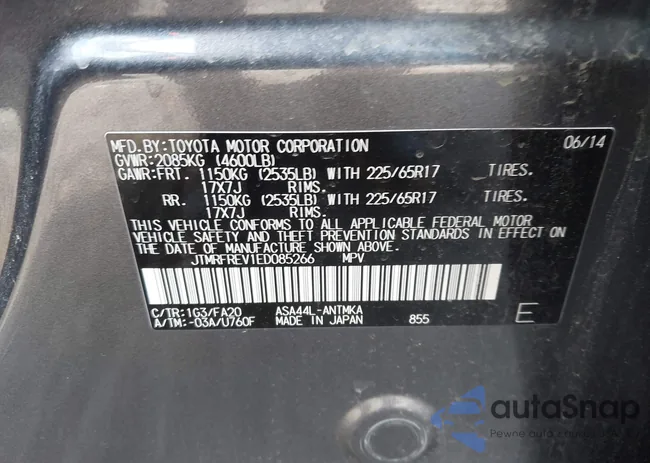 MFD.BY:TOYOTA MOTOR CORPORATION 06/14
GVWR:2085KG (4600LB)
GAWR:FRT. 1150KG (2535LB) WITH 225/65R17 TIRES.
17X7J RIMS.
RR. 1150KG (2535LB) WITH 225/65R17 TIRES.
17X7J RIMS.
THIS VEHICLE CONFORMS TO ALL APPLICABLE FEDERAL MOTOR
VEHICLE SAFETY AND THEFT PREVENTION STANDARDS IN EFFECT ON
THE DATE OF MANUFACTURE SHOWN ABOVE.
JTMRFREV1ED085266 MPV
C/TR:1G3/FA20 ASA44L-ANTMKA
A/TM:-03A/U760F MADE IN JAPAN 855 E
autaSnap
Pewne auta z